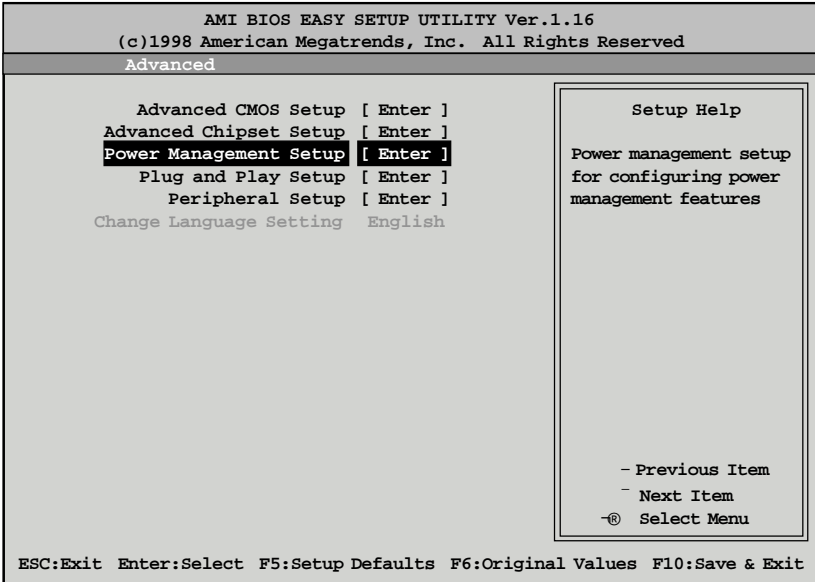 AMI BIOS EASY SETUP UTILITY Ver.1.16
(c)1998 American Megatrends, Inc. All Rights Reserved
Advanced
Advanced CMOS Setup [ Enter ]
Advanced Chipset Setup [ Enter ]
Power Management Setup [ Enter ]
Plug and Play Setup [ Enter ]
Peripheral Setup [ Enter ]
Change Language Setting English
Setup Help
Power management setup
for configuring power
management features
- Previous Item
¯ Next Item
¬® Select Menu
ESC:Exit Enter:Select F5:Setup Defaults F6:Original Values F10:Save & Exit